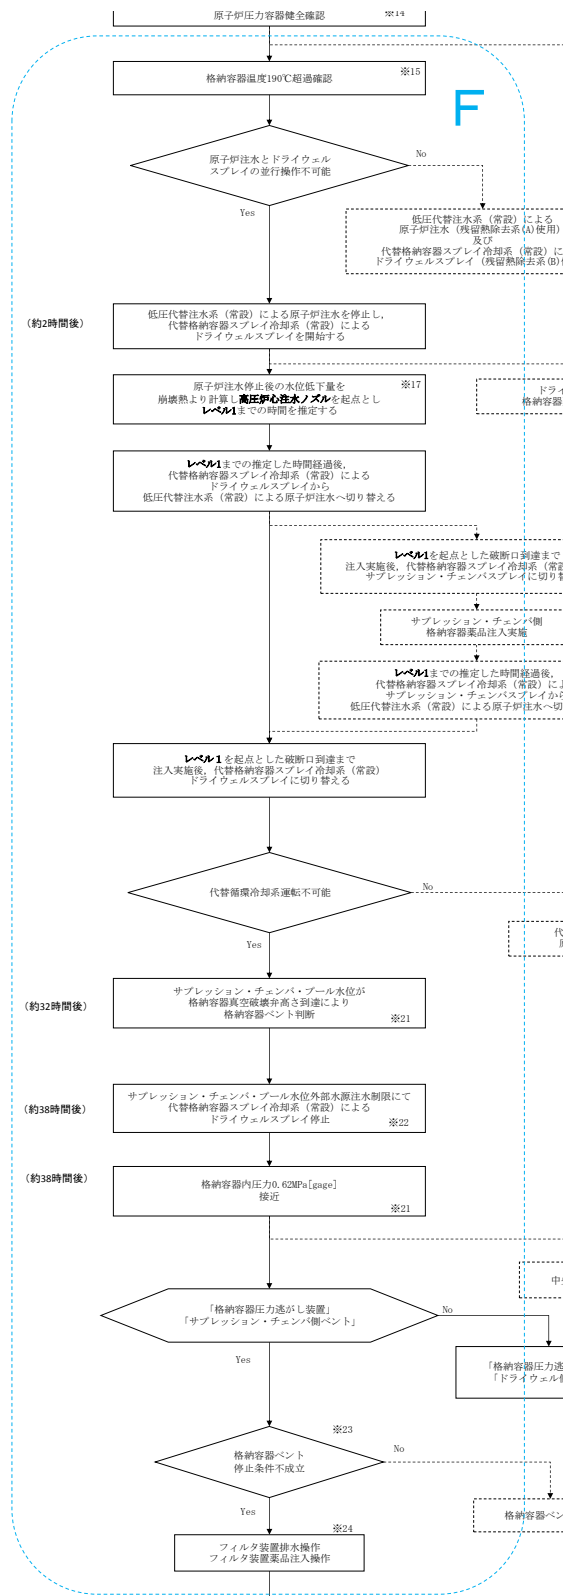 原子炉圧力容器健全確認
※14
格納容器温度190℃超過確認
※15
F
原子炉注水とドライウェル
スプレイの並行操作不可能
No
Yes
低圧代替注水系（常設）による
原子炉注水（残留熱除去系(A)使用）
及び
代替格納容器スプレイ冷却系（常設）に
ドライウェルスプレイ（残留熱除去系(B)使
（約2時間後）
低圧代替注水系（常設）による原子炉注水を停止し，
代替格納容器スプレイ冷却系（常設）による
ドライウェルスプレイを開始する
原子炉注水停止後の水位低下量を
※17
崩壊熱より計算し高圧炉心注水ノズルを起点とし
レベル1までの時間を推定する
ドライ
格納容器
レベル1までの推定した時間経過後，
代替格納容器スプレイ冷却系（常設）による
ドライウェルスプレイから
低圧代替注水系（常設）による原子炉注水へ切り替える
レベル1を起点とした破断口到達まで
注入実施後，代替格納容器スプレイ冷却系（常設
サプレッション・チェンバスプレイに切り替
サプレッション・チェンバ側
格納容器薬品注入実施
レベル1までの推定した時間経過後，
代替格納容器スプレイ冷却系（常設）によ
サプレッション・チェンバスプレイから
低圧代替注水系（常設）による原子炉注水へ切
レベル１を起点とした破断口到達まで
注入実施後，代替格納容器スプレイ冷却系（常設）
ドライウェルスプレイに切り替える
代替循環冷却系運転不可能
No
Yes
代
（約32時間後）
サプレッション・チェンバ・プール水位が
格納容器真空破壊弁高さ到達により
格納容器ベント判断
※21
（約38時間後）
サプレッション・チェンバ・プール水位外部水源注水制限にて
代替格納容器スプレイ冷却系（常設）による
ドライウェルスプレイ停止
※22
（約38時間後）
格納容器内圧力0.62MPa[gage]
接近
※21
中
「格納容器圧力逃がし装置」
「サプレッション・チェンバ側ベント」
No
Yes
「格納容器圧力逃
「ドライウェル側
※23
格納容器ベント
停止条件不成立
No
Yes
格納容器ベン
※24
フィルタ装置排水操作
フィルタ装置薬品注入操作